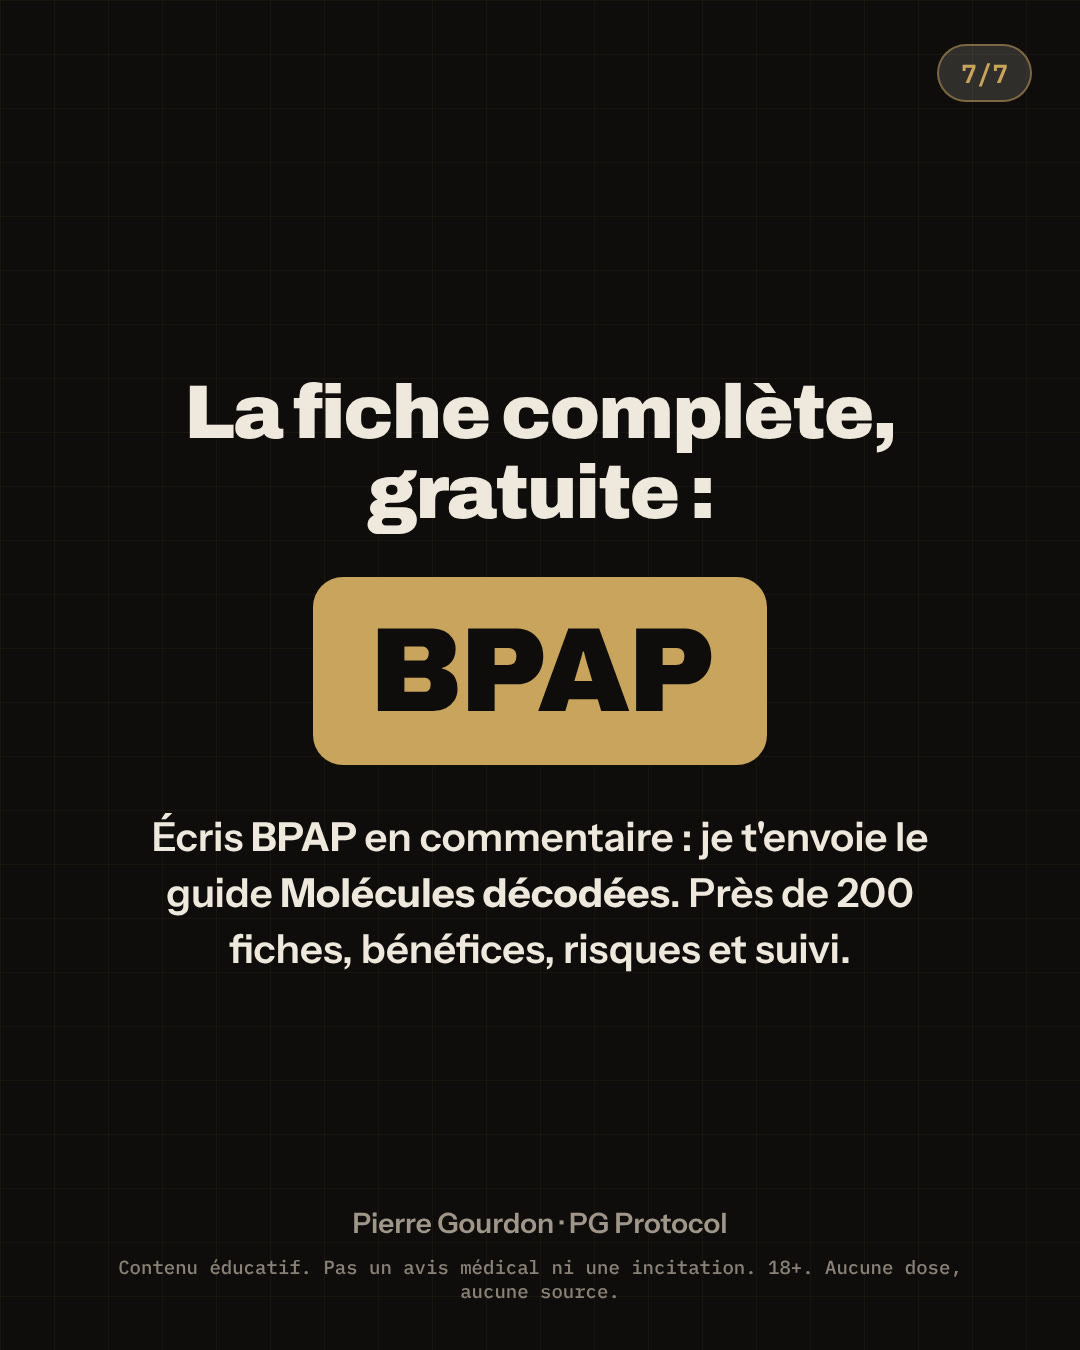 7/7
La fiche complète,
gratuite :
BPAP
Écris BPAP en commentaire : je t'envoie le
guide Molécules décodées. Près de 200
fiches, bénéfices, risques et suivi.
Pierre Gourdon · PG Protocol
Contenu éducatif. Pas un avis médical ni une incitation. 18+. Aucune dose,
aucune source.